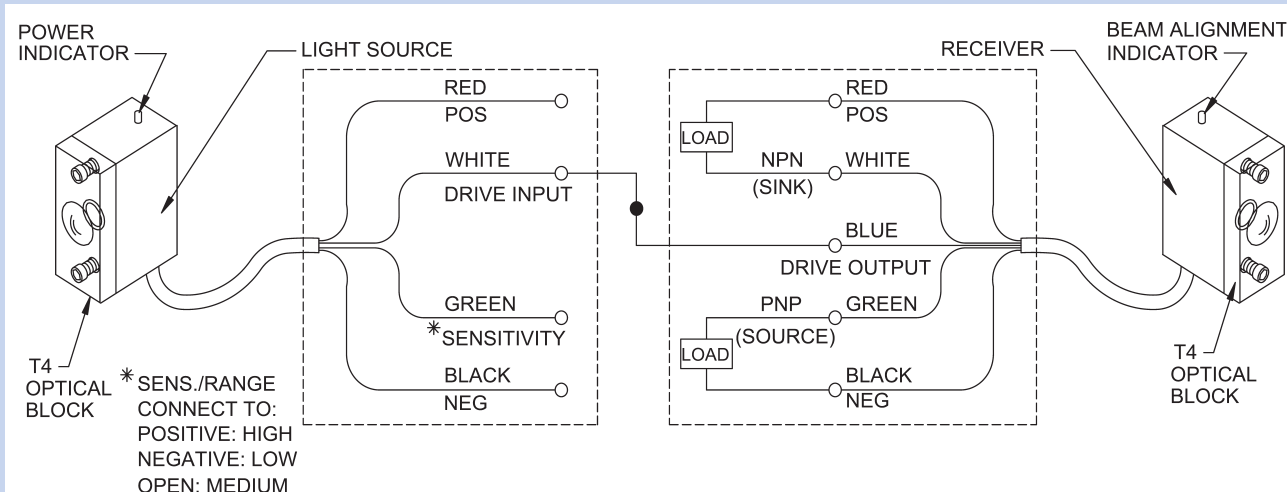 POWER
INDICATOR
LIGHT SOURCE
RED
POS
WHITE
DRIVE INPUT
GREEN
*SENSITIVITY
BLACK
NEG
T4
OPTICAL
BLOCK
* SENS./RANGE
CONNECT TO:
POSITIVE: HIGH
NEGATIVE: LOW
OPEN: MEDIUM
BEAM ALIGNMENT
INDICATOR
RECEIVER
RED
POS
LOAD
NPN
(SINK)
WHITE
BLUE
DRIVE OUTPUT
PNP
(SOURCE)
GREEN
LOAD
BLACK
NEG
T4
OPTICAL
BLOCK